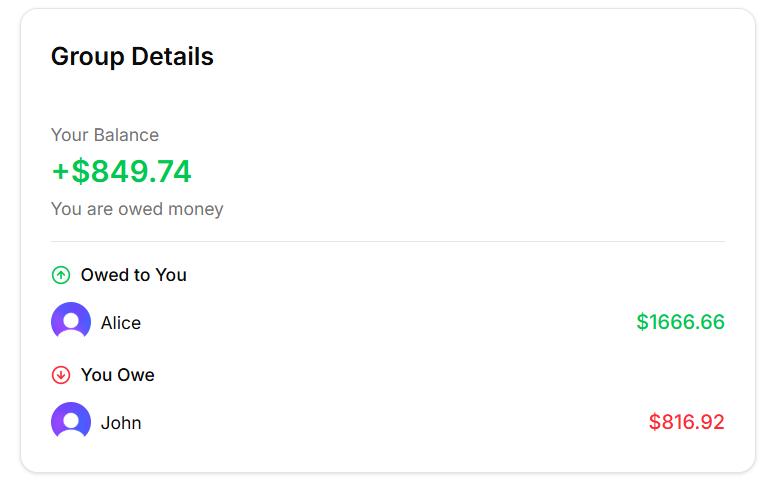 Group Details
Your Balance
+$849.74
You are owed money
Owed to You
Alice $1666.66
You Owe
John $816.92